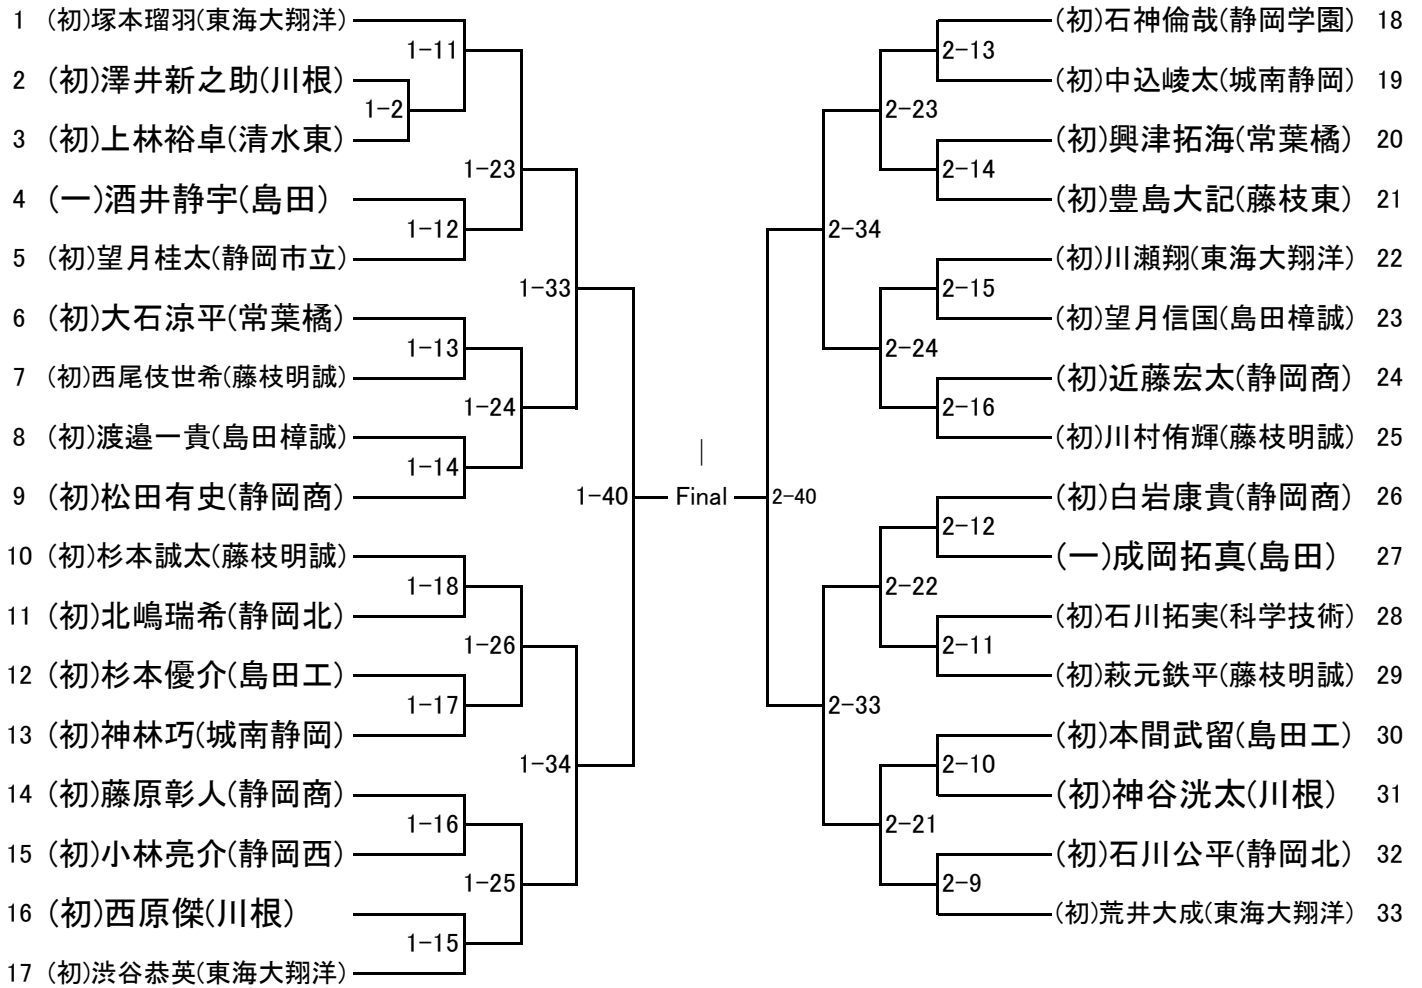 1 (初)塚本瑠羽(東海大翔洋)
2 (初)澤井新之助(川根)
3 (初)上林裕卓(清水東)
4 (一)酒井静宇(島田)
5 (初)望月桂太(静岡市立)
6 (初)大石涼平(常葉橘)
7 (初)西尾伎世希(藤枝明誠)
8 (初)渡邉一貴(島田樟誠)
9 (初)松田有史(静岡商)
10 (初)杉本誠太(藤枝明誠)
11 (初)北嶋瑞希(静岡北)
12 (初)杉本優介(島田工)
13 (初)神林巧(城南静岡)
14 (初)藤原彰人(静岡商)
15 (初)小林亮介(静岡西)
16 (初)西原傑(川根)
17 (初)渋谷恭英(東海大翔洋)
1-2
1-11
1-12
1-13
1-14
1-18
1-17
1-16
1-15
1-23
1-24
1-26
1-25
1-33
1-34
1-40
Final
2-40
2-34
2-33
2-23
2-24
2-22
2-21
2-13
2-14
2-15
2-16
2-12
2-11
2-10
2-9
(初)石神倫哉(静岡学園) 18
(初)中込崚太(城南静岡) 19
(初)興津拓海(常葉橘) 20
(初)豊島大記(藤枝東) 21
(初)川瀬翔(東海大翔洋) 22
(初)望月信国(島田樟誠) 23
(初)近藤宏太(静岡商) 24
(初)川村侑輝(藤枝明誠) 25
(初)白岩康貴(静岡商) 26
(一)成岡拓真(島田) 27
(初)石川拓実(科学技術) 28
(初)萩元鉄平(藤枝明誠) 29
(初)本間武留(島田工) 30
(初)神谷洸太(川根) 31
(初)石川公平(静岡北) 32
(初)荒井大成(東海大翔洋) 33